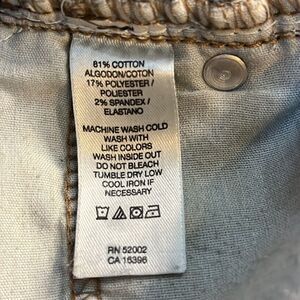 81% COTTON
ALGODON/COTON
17% POLYESTER /
POLIESTER
2% SPANDEX /
ELASTANO
MACHINE WASH COLD
WASH WITH
LIKE COLORS
WASH INSIDE OUT
DO NOT BLEACH
TUMBLE DRY LOW
COOL IRON IF
NECESSARY
RN 52002
CA 15396